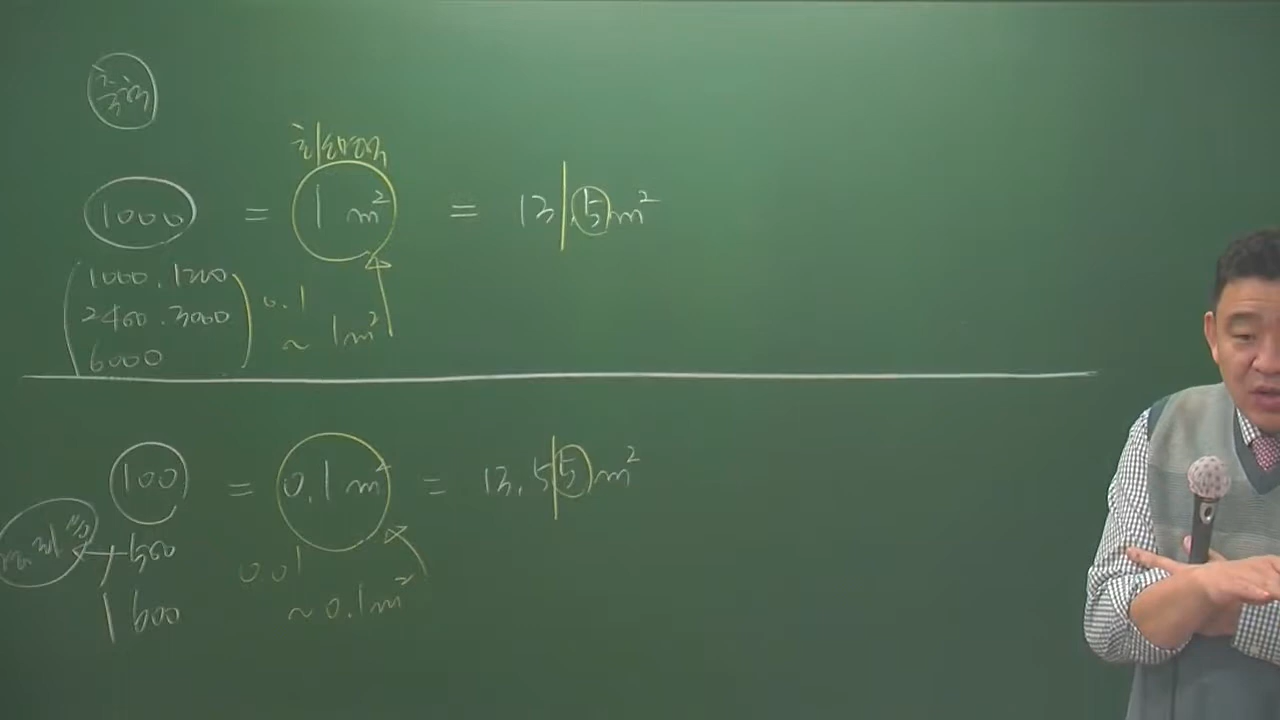 1000 = 1 m² = 13.5 m²
1000 . 1200
2400 . 3000
6000
0.1
~ 1m²
100 = 0.1 m² = 13.55 m²
500
600
0.01
~ 0.1m²